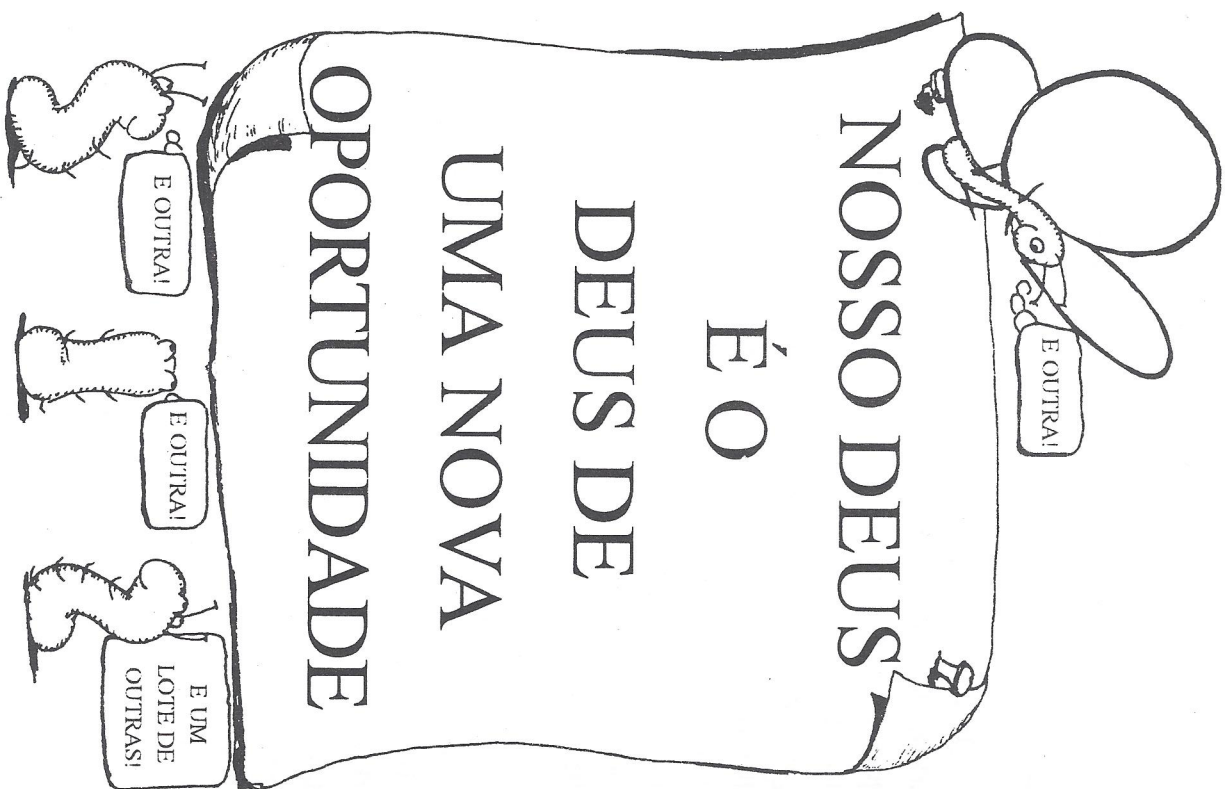 E OUTRA!
NOSSO DEUS
É O
DEUS DE
UMA NOVA
OPORTUNIDADE
E OUTRA!
E OUTRA!
E UM
LOTE DE
OUTRAS!